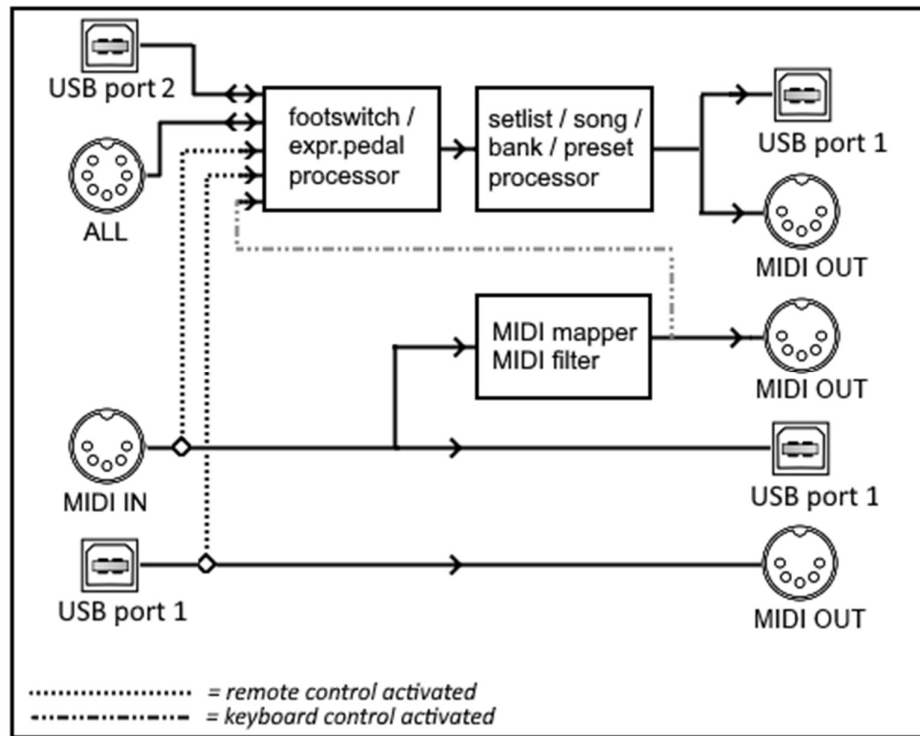 USB port 2
footswitch /
expr.pedal
processor
setlist / song /
bank / preset
processor
USB port 1
ALL
MIDI OUT
MIDI mapper
MIDI filter
MIDI OUT
MIDI IN
USB port 1
USB port 1
MIDI OUT
= remote control activated
= keyboard control activated